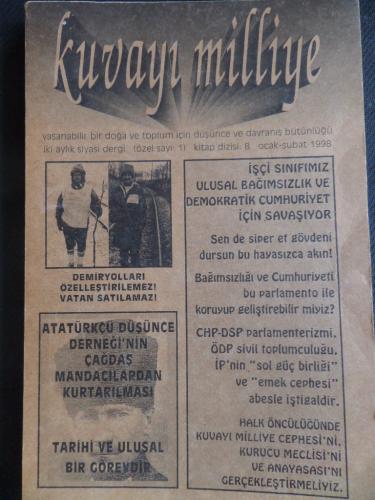 kuvayı milliye
yaşanabilir bir doğa ve toplum için düşünce ve davranış bütünlüğü
iki aylık siyasi dergi (özel sayı: 1) kitap dizisi: 8 ocak-şubat 1998
DEMİRYOLLARI
ÖZELLEŞTİRİLEMEZ!
VATAN SATILAMAZ!
ATATÜRKÇÜ DÜŞÜNCE
DERNEĞİ'NİN
ÇAĞDAŞ
MANDACILARDAN
KURTARILMASI
TARİHİ VE ULUSAL
BİR GÖREVDİR
İŞÇİ SINIFIMIZ
ULUSAL BAĞIMSIZLIK VE
DEMOKRATİK CUMHURİYET
İÇİN SAVAŞIYOR
Sen de siper et gövdeni
dursun bu hayasızca akın!
Bağımsızlığı ve Cumhuriyeti
bu parlamento ile
koruyup geliştirebilir miyiz?
CHP-DSP parlamenterizmi,
ÖDP sivil toplumculuğu,
İP'nin "sol güç birliği"
ve "emek cephesi"
abesle iştigaldir.
HALK ÖNCÜLÜĞÜNDE
KUVAYI MİLLİYE CEPHESİ'Nİ,
KURUCU MECLİSİ'Nİ
VE ANAYASASI'NI
GERÇEKLEŞTİRMELİYİZ.